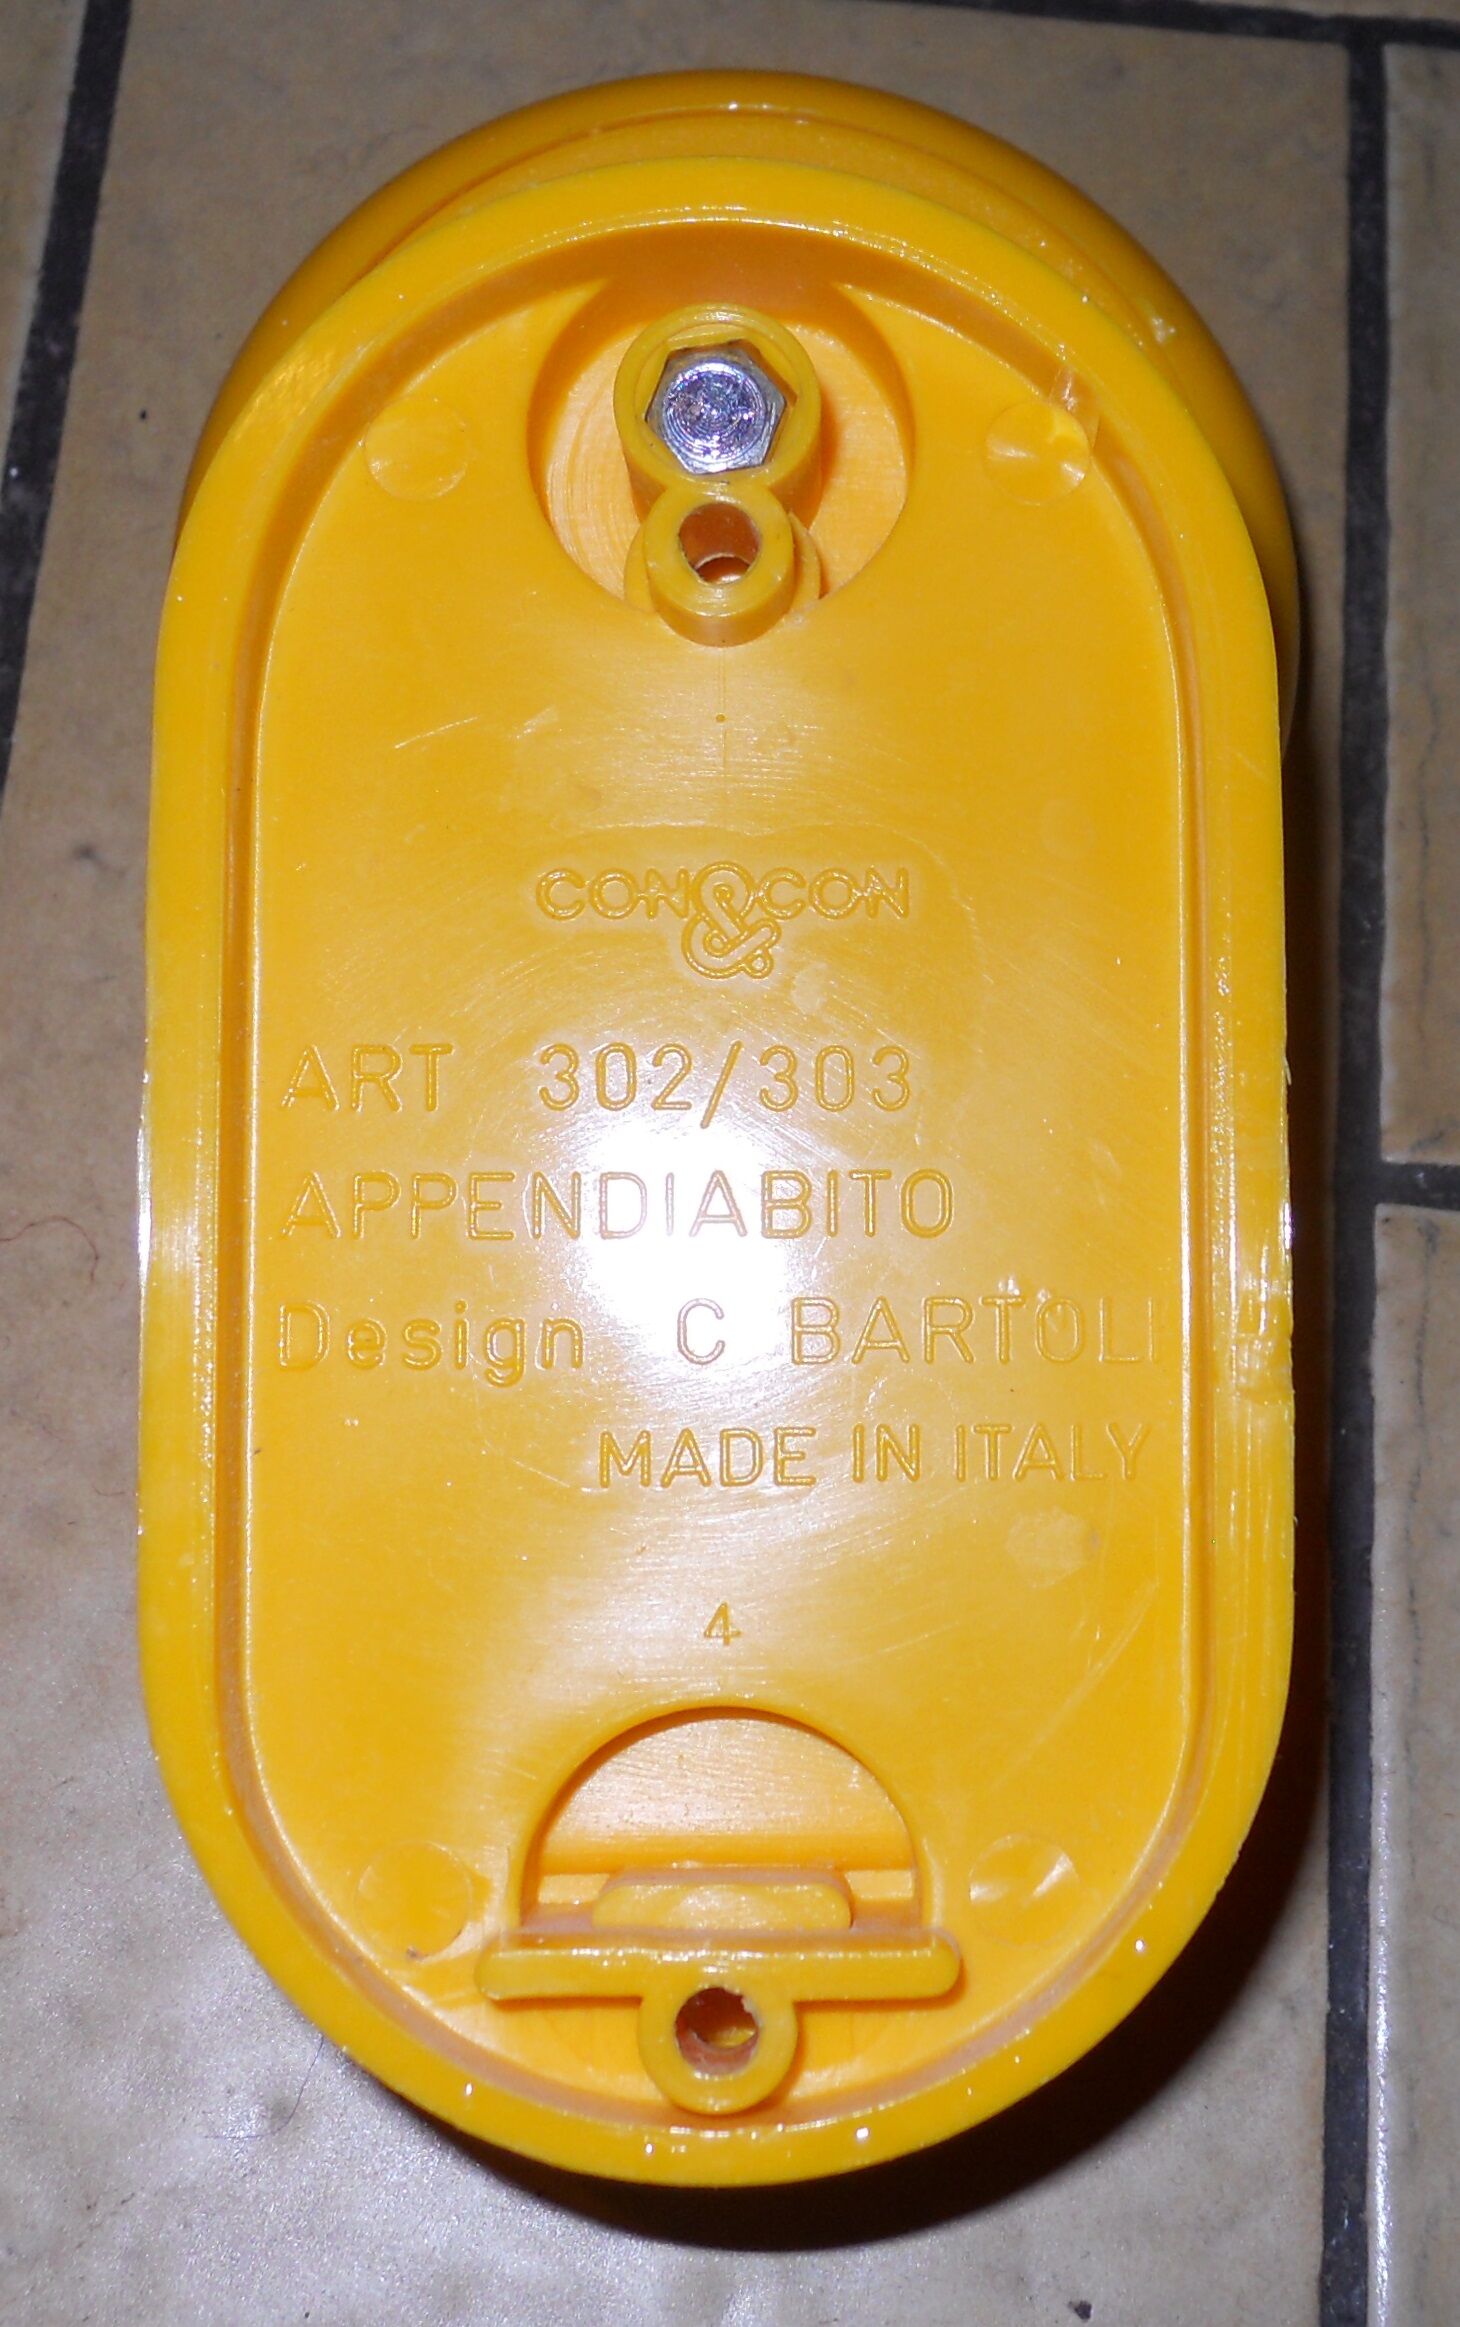 CON&CON
ART 302/303
APPENDIABITO
Design C BARTOLI
MADE IN ITALY
4